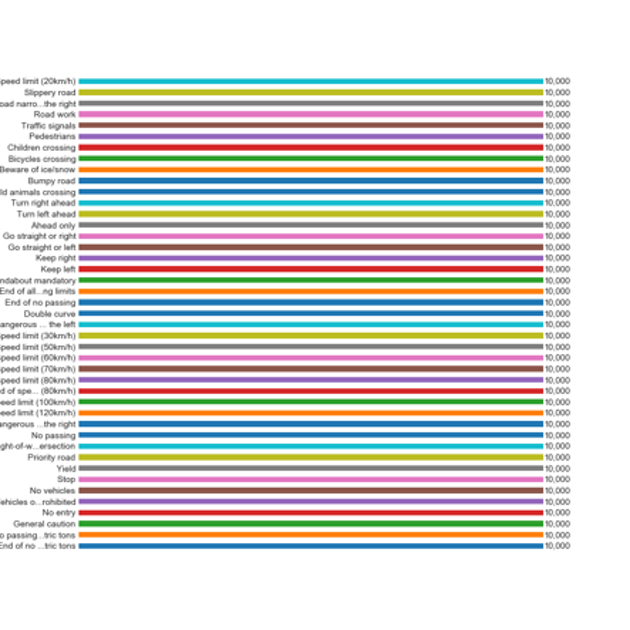 peed limit (20km/h) 10,000
Slippery road 10,000
oad narro...the right 10,000
Road work 10,000
Traffic signals 10,000
Pedestrians 10,000
Children crossing 10,000
Bicycles crossing 10,000
Beware of ice/snow 10,000
Bumpy road 10,000
ld animals crossing 10,000
Turn right ahead 10,000
Turn left ahead 10,000
Ahead only 10,000
Go straight or right 10,000
Go straight or left 10,000
Keep right 10,000
Keep left 10,000
ndabout mandatory 10,000
End of all...ng limits 10,000
End of no passing 10,000
Double curve 10,000
angerous ... the left 10,000
peed limit (30km/h) 10,000
peed limit (50km/h) 10,000
peed limit (60km/h) 10,000
peed limit (70km/h) 10,000
peed limit (80km/h) 10,000
d of spe... (80km/h) 10,000
eed limit (100km/h) 10,000
eed limit (120km/h) 10,000
angerous ...the right 10,000
No passing 10,000
ght-of-w...ersection 10,000
Priority road 10,000
Yield 10,000
Stop 10,000
No vehicles 10,000
ehicles o...rohibited 10,000
No entry 10,000
General caution 10,000
o passing...tric tons 10,000
End of no ...tric tons 10,000